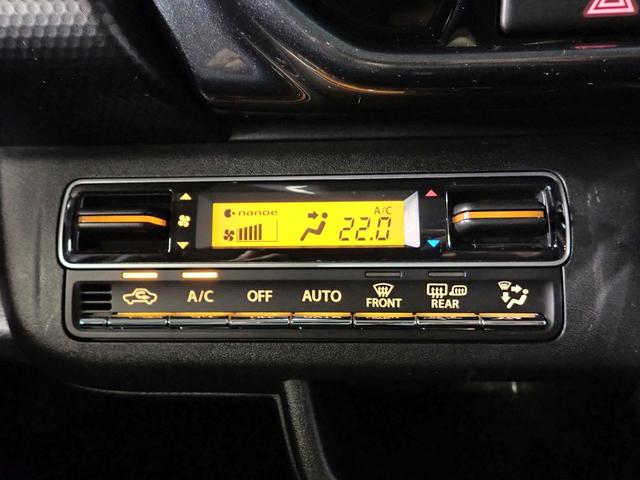 nanoe
A/C
22.0
A/C OFF AUTO FRONT REAR